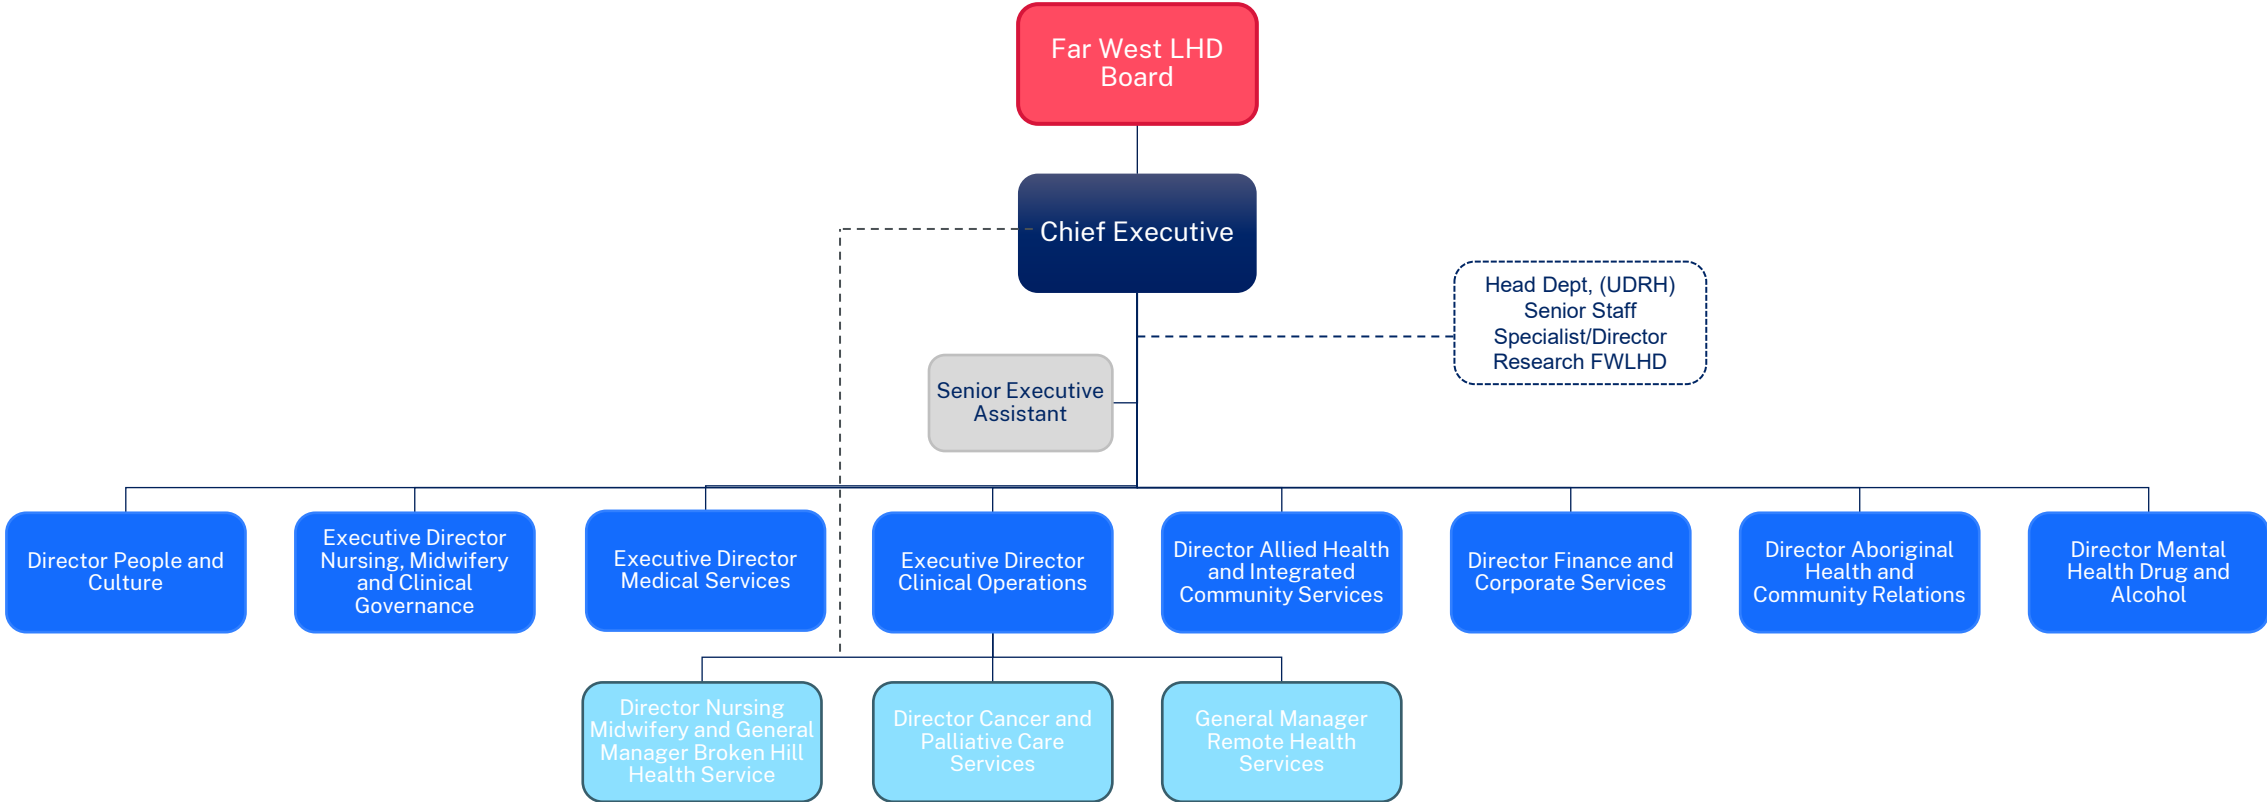 Far West LHD
Board
Chief Executive
Head Dept, (UDRH)
Senior Staff
Specialist/Director
Research FWLHD
Senior Executive
Assistant
Director People and
Culture
Executive Director
Nursing, Midwifery
and Clinical
Governance
Executive Director
Medical Services
Executive Director
Clinical Operations
Director Allied Health
and Integrated
Community Services
Director Finance and
Corporate Services
Director Aboriginal
Health and
Community Relations
Director Mental
Health Drug and
Alcohol
Director Nursing
Midwifery and General
Manager Broken Hill
Health Service
Director Cancer and
Palliative Care
Services
General Manager
Remote Health
Services